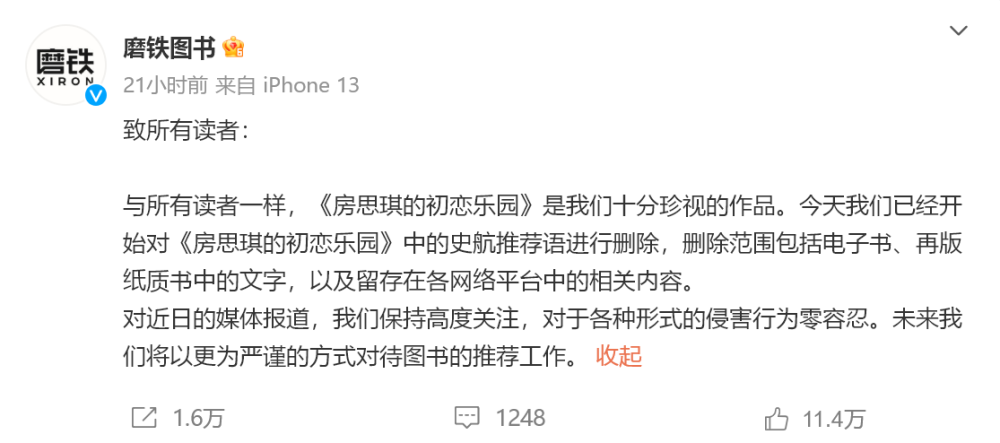 磨铁
XIRON
磨铁图书
21小时前 来自 iPhone 13
致所有读者：
与所有读者一样，《房思琪的初恋乐园》是我们十分珍视的作品。今天我们已经开
始对《房思琪的初恋乐园》中的史航推荐语进行删除，删除范围包括电子书、再版
纸质书中的文字，以及留存在各网络平台中的相关内容。
对近日的媒体报道，我们保持高度关注，对于各种形式的侵害行为零容忍。未来我
们将以更为严谨的方式对待图书的推荐工作。 收起
1.6万 1248 11.4万